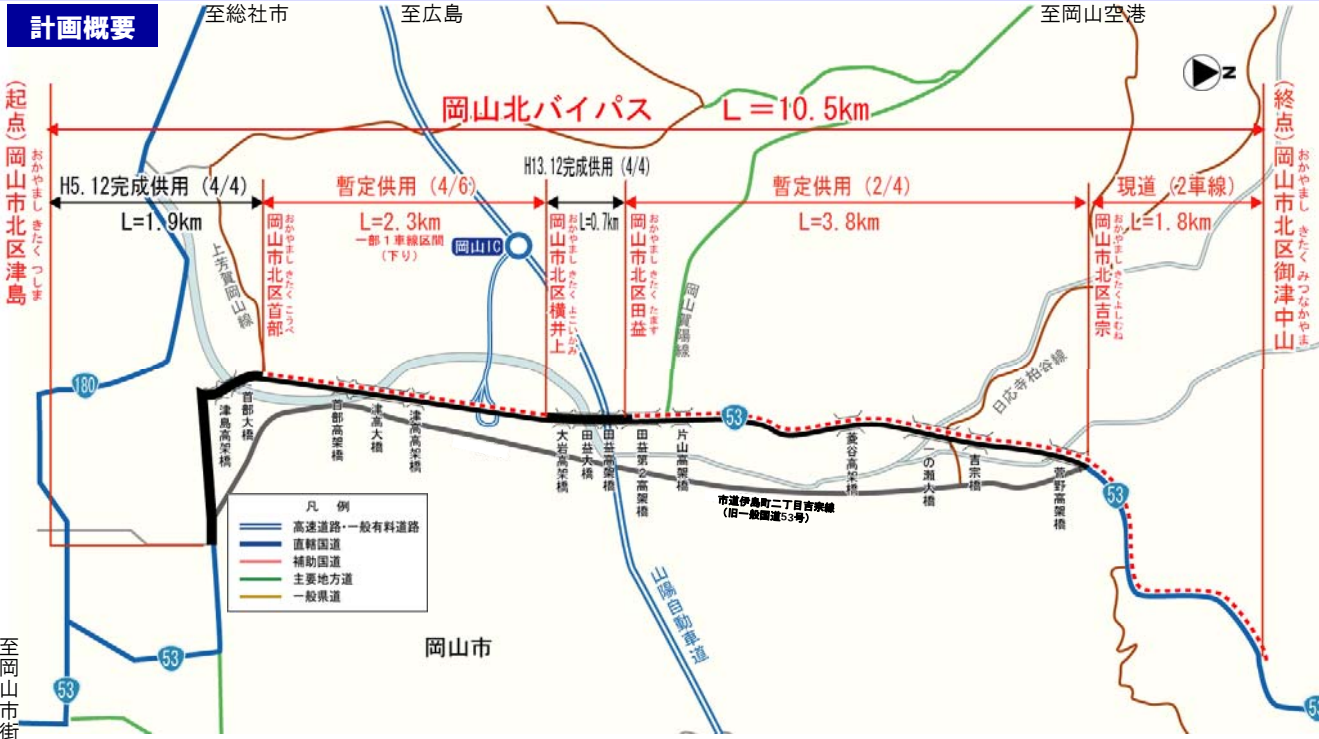 計画概要
至総社市
至広島
至岡山空港
N
岡山北バイパス L=10.5km
(起点)岡山市北区津島
おかやまし きたく つしま
(終点)岡山市北区御津中山
おかやまし きたく みつなかやま
H5.12完成供用 (4/4)
L=1.9km
暫定供用 (4/6)
L=2.3km
一部1車線区間
(下り)
H13.12完成供用 (4/4)
L=0.7km
暫定供用 (2/4)
L=3.8km
現道 (2車線)
L=1.8km
岡山市北区首部
おかやまし きたく こうべ
岡山市北区横井上
おかやまし きたく よこいかみ
岡山市北区田益
おかやまし きたく たます
岡山市北区吉宗
おかやまし きたく よしむね
岡山IC
上芳賀岡山線
岡山賀陽線
日応寺栢谷線
180
53
津島高架橋
首部大橋
首部高架橋
津高大橋
津高高架橋
大岩高架橋
田益大橋
田益高架橋
田益第2高架橋
片山高架橋
菱谷高架橋
一の瀬大橋
吉宗橋
菅野高架橋
市道伊島町二丁目吉宗線
(旧一般国道53号)
53
凡 例
高速道路・一般有料道路
直轄国道
補助国道
主要地方道
一般県道
山陽自動車道
岡山市
53
53
53
至岡山市街